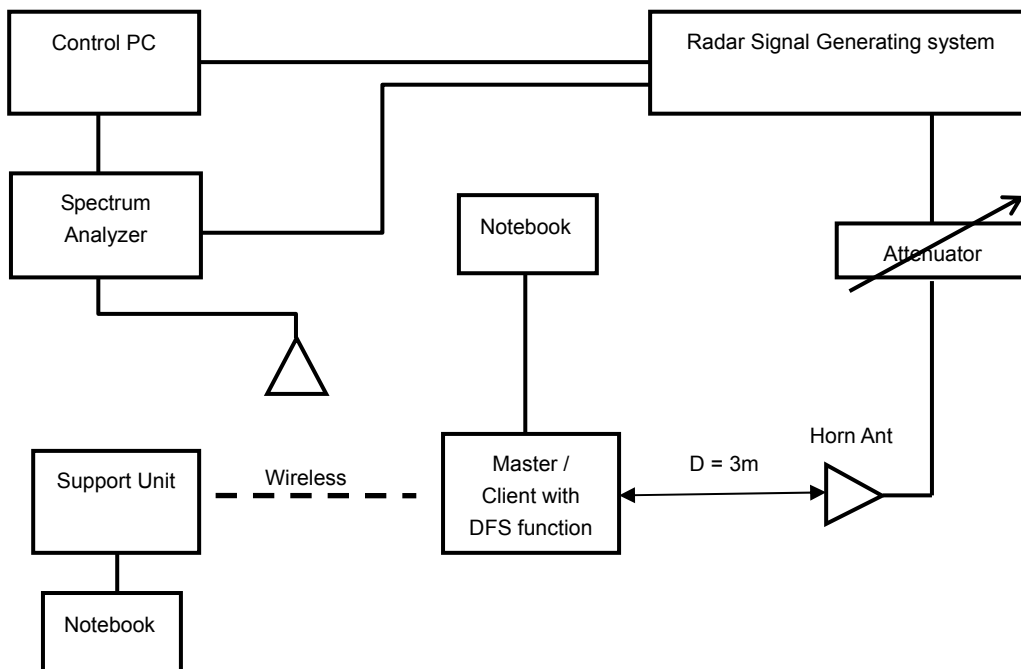 Control PC
Radar Signal Generating system
Spectrum
Analyzer
Notebook
Attenuator
Horn Ant
Support Unit
Wireless
Master /
Client with
DFS function
D = 3m
Notebook